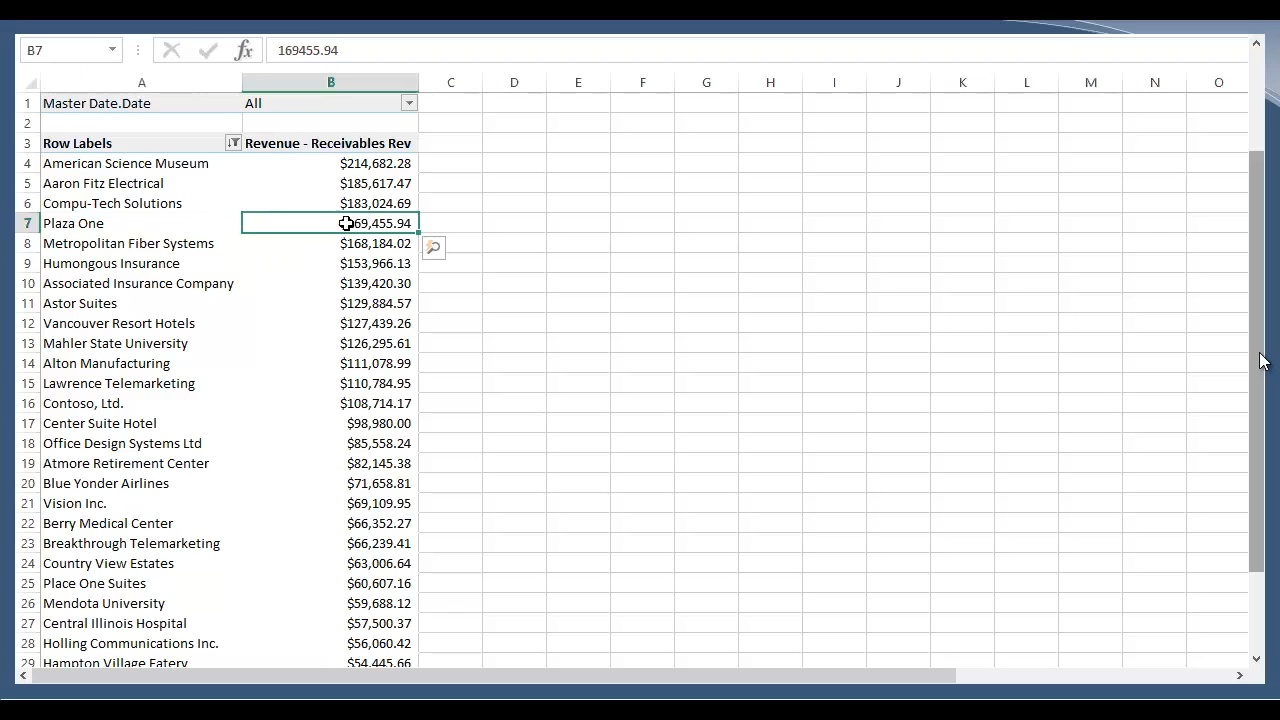 B7 fx 169455.94
A B C D E F G H I J K L M N O
1 Master Date.Date All
2
3 Row Labels Revenue - Receivables Rev
4 American Science Museum $214,682.28
5 Aaron Fitz Electrical $185,617.47
6 Compu-Tech Solutions $183,024.69
7 Plaza One 69,455.94
8 Metropolitan Fiber Systems $168,184.02
9 Humongous Insurance $153,966.13
10 Associated Insurance Company $139,420.30
11 Astor Suites $129,884.57
12 Vancouver Resort Hotels $127,439.26
13 Mahler State University $126,295.61
14 Alton Manufacturing $111,078.99
15 Lawrence Telemarketing $110,784.95
16 Contoso, Ltd. $108,714.17
17 Center Suite Hotel $98,980.00
18 Office Design Systems Ltd $85,558.24
19 Atmore Retirement Center $82,145.38
20 Blue Yonder Airlines $71,658.81
21 Vision Inc. $69,109.95
22 Berry Medical Center $66,352.27
23 Breakthrough Telemarketing $66,239.41
24 Country View Estates $63,006.64
25 Place One Suites $60,607.16
26 Mendota University $59,688.12
27 Central Illinois Hospital $57,500.37
28 Holling Communications Inc. $56,060.42
29 Hampton Village Eatery $54,445.66